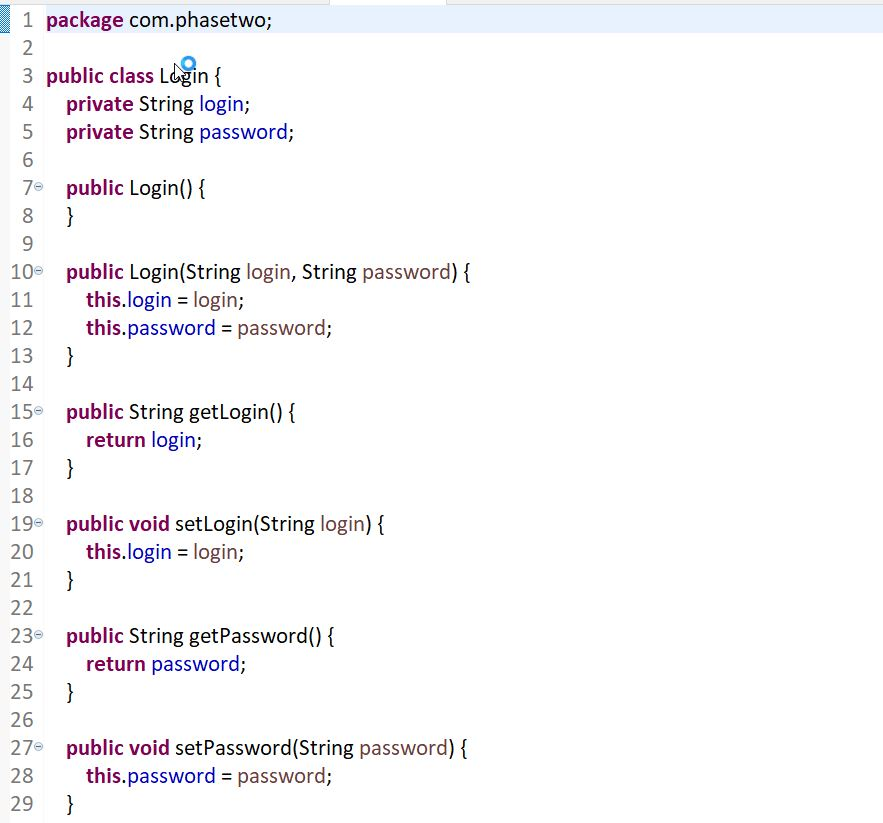 1 package com.phasetwo;
2
3 public class Login {
4 private String login;
5 private String password;
6
7 public Login() {
8 }
9
10 public Login(String login, String password) {
11 this.login = login;
12 this.password = password;
13 }
14
15 public String getLogin() {
16 return login;
17 }
18
19 public void setLogin(String login) {
20 this.login = login;
21 }
22
23 public String getPassword() {
24 return password;
25 }
26
27 public void setPassword(String password) {
28 this.password = password;
29 }